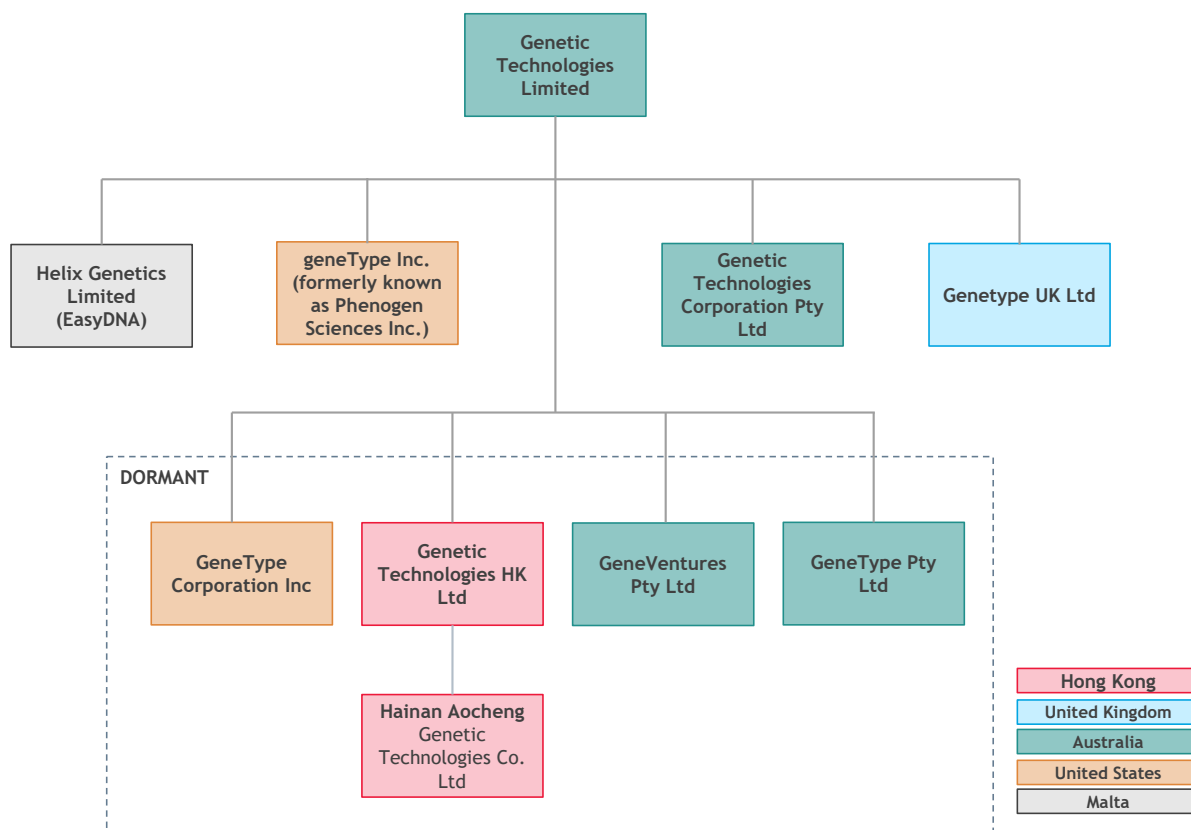 Genetic
Technologies
Limited
Helix Genetics
Limited
(EasyDNA)
geneType Inc.
(formerly known
as Phenogen
Sciences Inc.)
Genetic
Technologies
Corporation Pty
Ltd
Genetype UK Ltd
DORMANT
GeneType
Corporation Inc
Genetic
Technologies HK
Ltd
GeneVentures
Pty Ltd
GeneType Pty
Ltd
Hainan Aocheng
Genetic
Technologies Co.
Ltd
Hong Kong
United Kingdom
Australia
United States
Malta